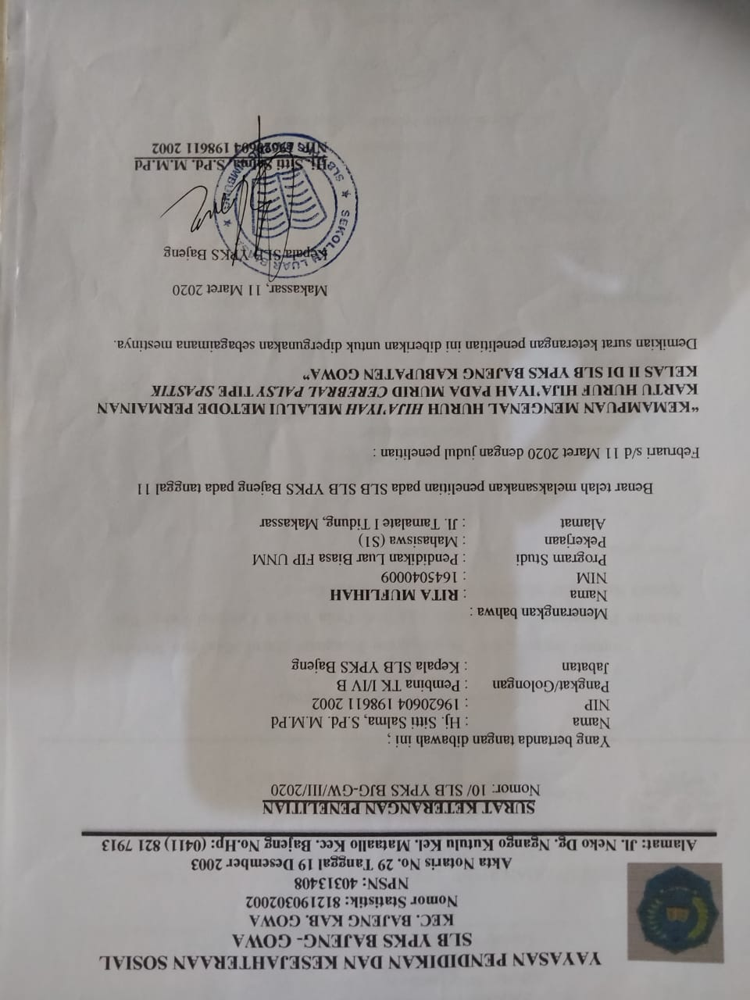 YAYASAN PENDIDIKAN DAN KESEJAHTERAAN SOSIAL
SLB YPKS BAJENG- GOWA
KEC. BAJENG KAB. GOWA
Nomor Statistik: 812190302002
NPSN: 40313408
Akta Notaris No. 29 Tanggal 19 Desember 2003
Alamat: Jl. Neko Dg. Ngango Kutulu Kel. Mataallo Kec. Bajeng No.Hp: (0411) 821 7913
SURAT KETERANGAN PENELITIAN
Nomor: 10/ SLB YPKS BJG-GW/III/2020
Yang bertanda tangan dibawah ini ;
Nama : Hj. Sitti Salma, S.Pd. M.M.Pd
NIP : 19620604 198611 2002
Pangkat/Golongan : Pembina TK I/IV B
Jabatan : Kepala SLB YPKS Bajeng
Menerangkan bahwa :
Nama : RITA MUFLIHAH
NIM : 1645040009
Program Studi : Pendidikan Luar Biasa FIP UNM
Pekerjaan : Mahasiswa (S1)
Alamat : Jl. Tamalate I Tidung, Makassar
Benar telah melaksanakan penelitian pada SLB SLB YPKS Bajeng pada tanggal 11
Februari s/d 11 Maret 2020 dengan judul penelitian :
“KEMAMPUAN MENGENAL HURUH HIJA’IYAH MELALUI METODE PERMAINAN
KARTU HURUF HIJA’IYAH PADA MURID CEREBRAL PALSY TIPE SPASTIK
KELAS II DI SLB YPKS BAJENG KABUPATEN GOWA”
Demikian surat keterangan penelitian ini diberikan untuk dipergunakan sebagaimana mestinya.
Makassar, 11 Maret 2020
Kepala SLB YPKS Bajeng
SEKOLAH LUAR BIASA
Hj. Sitti Salma, S.Pd. M.M.Pd
NIP 19620604 198611 2002